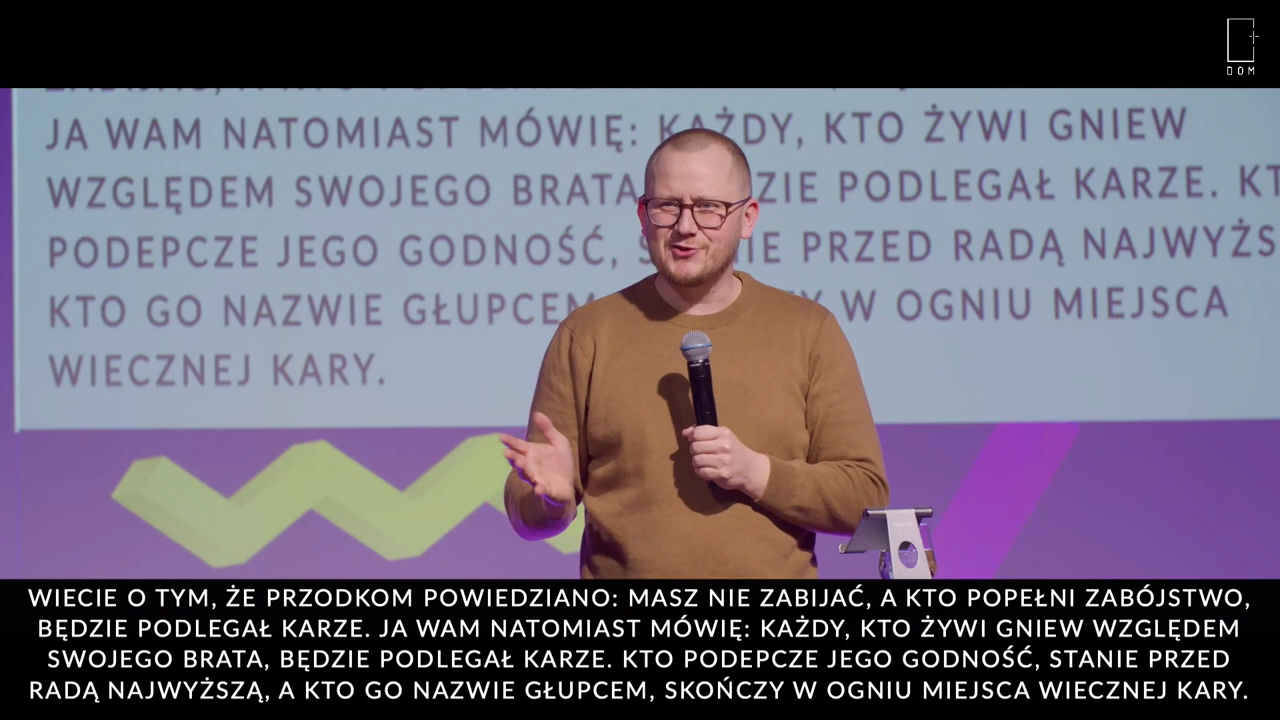 DOM
JA WAM NATOMIAST MÓWIĘ: KAŻDY, KTO ŻYWI GNIEW
WZGLĘDEM SWOJEGO BRATA, PODLEGAŁ KARZE.
PODEPCZE JEGO GODNOŚĆ, PRZED RADĄ
KTO GO NAZWIE GŁUPCEM W OGNIU MIEJSCA
WIECZNEJ KARY.
WIECIE O TYM, ŻE PRZODKOM POWIEDZIANO: MASZ NIE ZABIJAĆ, A KTO POPEŁNI ZABÓJSTWO,
BĘDZIE PODLEGAŁ KARZE. JA WAM NATOMIAST MÓWIĘ: KAŻDY, KTO ŻYWI GNIEW WZGLĘDEM
SWOJEGO BRATA, BĘDZIE PODLEGAŁ KARZE. KTO PODEPCZE JEGO GODNOŚĆ, STANIE PRZED
RADĄ NAJWYŻSZĄ, A KTO GO NAZWIE GŁUPCEM, SKOŃCZY W OGNIU MIEJSCA WIECZNEJ KARY.